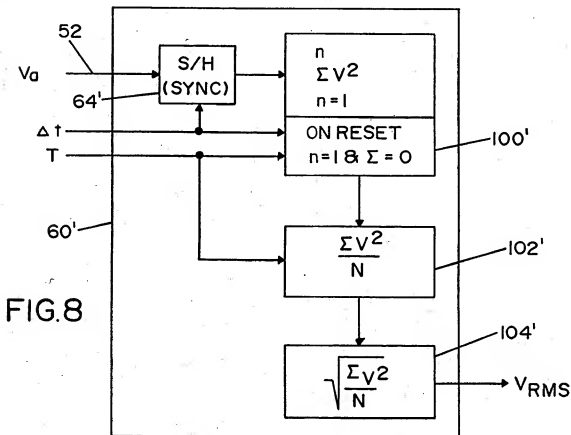 52
Va
S/H
(SYNC)
64'
n
ΣV²
n=1
Δt
T
ON RESET
n=1 & Σ=0
100'
60'
ΣV²
N
102'
FIG.8
104'
√ΣV²
N
VRMS